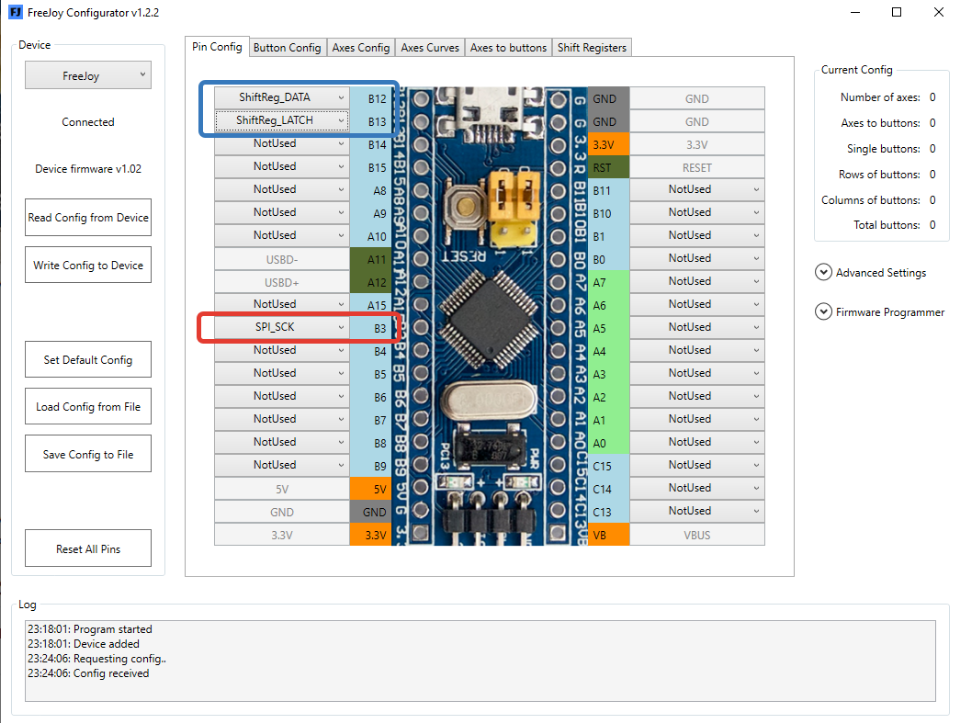 FJ FreeJoy Configurator v1.2.2
Device
FreeJoy
Connected
Device firmware v1.02
Read Config from Device
Write Config to Device
Set Default Config
Load Config from File
Save Config to File
Reset All Pins
Pin Config Button Config Axes Config Axes Curves Axes to buttons Shift Registers
ShiftReg_DATA B12
ShiftReg_LATCH B13
NotUsed B14
NotUsed B15
NotUsed A8
NotUsed A9
NotUsed A10
USBD- A11
USBD+ A12
NotUsed A15
SPI_SCK B3
NotUsed B4
NotUsed B5
NotUsed B6
NotUsed B7
NotUsed B8
NotUsed B9
5V 5V
GND GND
3.3V 3.3V
RESET
PC13
PWR
GND GND
GND GND
3.3V 3.3V
RST RESET
B11 NotUsed
B10 NotUsed
B1 NotUsed
B0 NotUsed
A7 NotUsed
A6 NotUsed
A5 NotUsed
A4 NotUsed
A3 NotUsed
A2 NotUsed
A1 NotUsed
A0 NotUsed
C15 NotUsed
C14 NotUsed
C13 NotUsed
VB VBUS
Current Config
Number of axes: 0
Axes to buttons: 0
Single buttons: 0
Rows of buttons: 0
Columns of buttons: 0
Total buttons: 0
Advanced Settings
Firmware Programmer
Log
23:18:01: Program started
23:18:01: Device added
23:24:06: Requesting config..
23:24:06: Config received